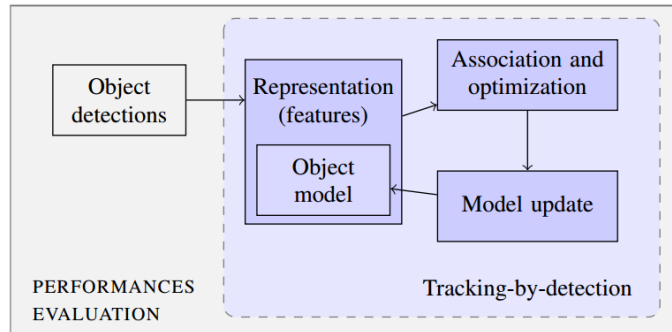 Object
detections
Representation
(features)
Object
model
Association and
optimization
Model update
Tracking-by-detection
PERFORMANCES
EVALUATION